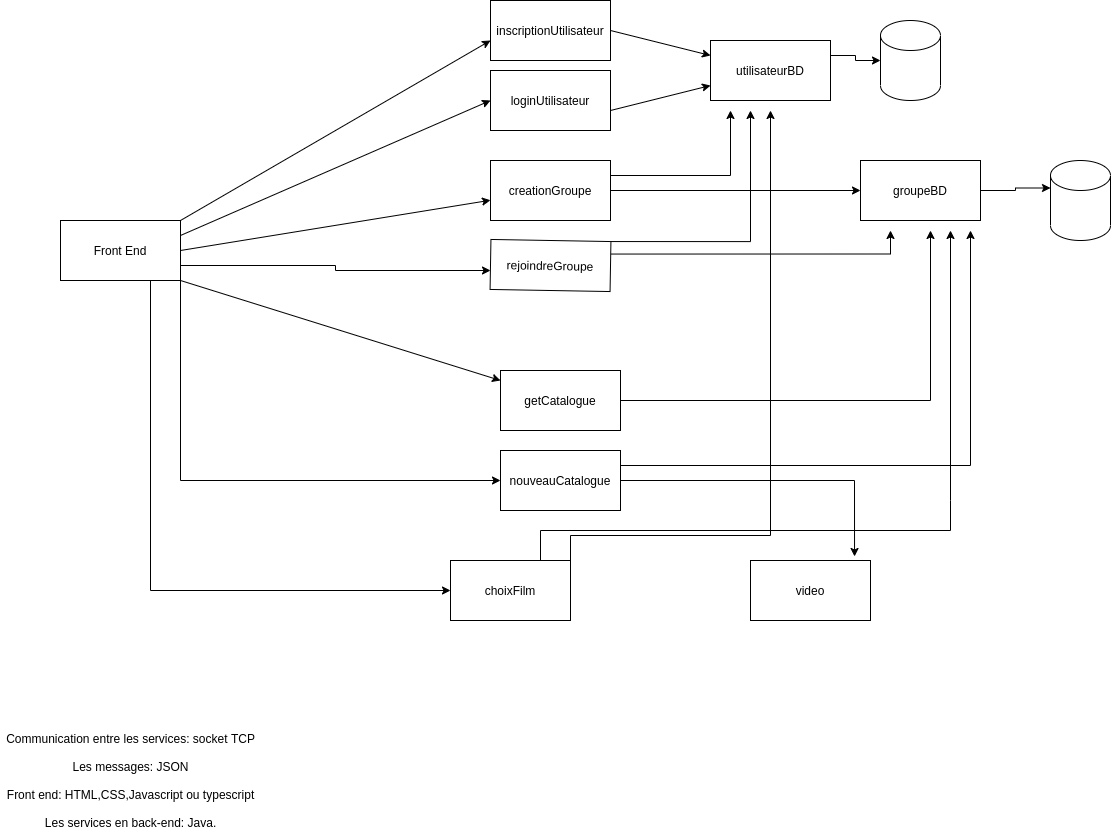 inscriptionUtilisateur
utilisateurBD
loginUtilisateur
creationGroupe
groupeBD
Front End
rejoindreGroupe
getCatalogue
nouveauCatalogue
choixFilm
video
Communication entre les services: socket TCP
Les messages: JSON
Front end: HTML,CSS,Javascript ou typescript
Les services en back-end: Java.